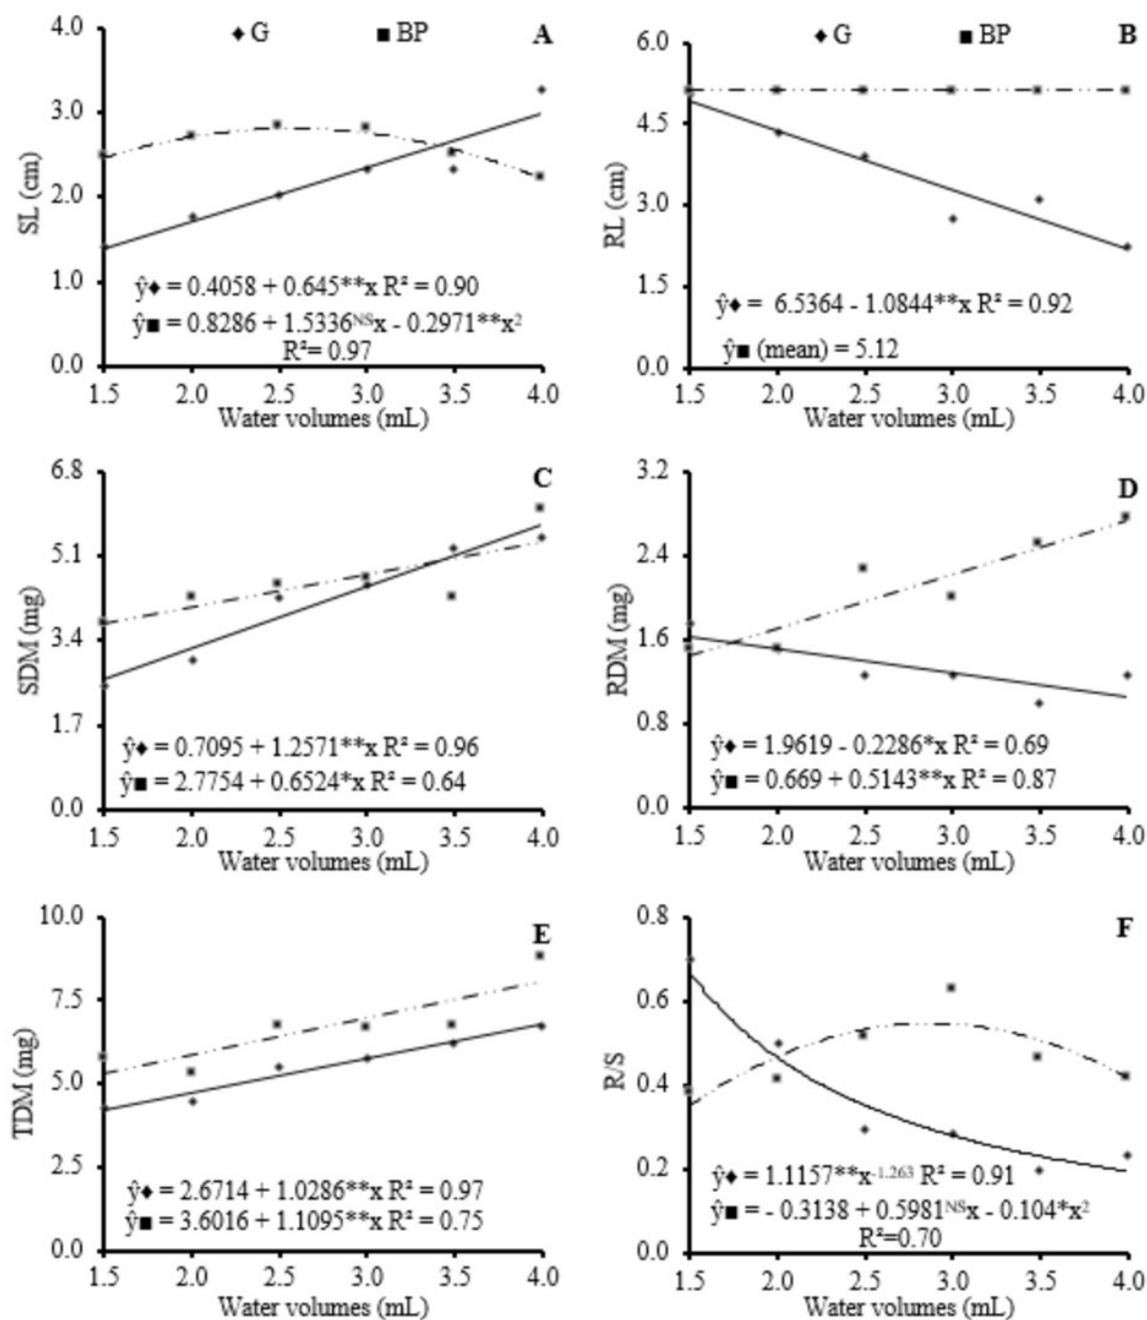 ◆ G ■ BP A
4.0
3.0
2.0
1.0
0.0
SL (cm)
ŷ◆ = 0.4058 + 0.645**x R² = 0.90
ŷ■ = 0.8286 + 1.5336ᴺˢx - 0.2971**x²
R²= 0.97
1.5 2.0 2.5 3.0 3.5 4.0
Water volumes (mL)
◆ G ■ BP B
6.0
4.5
3.0
1.5
0.0
RL (cm)
ŷ◆ = 6.5364 - 1.0844**x R² = 0.92
ŷ■ (mean) = 5.12
1.5 2.0 2.5 3.0 3.5 4.0
Water volumes (mL)
C
6.8
5.1
3.4
1.7
0.0
SDM (mg)
ŷ◆ = 0.7095 + 1.2571**x R² = 0.96
ŷ■ = 2.7754 + 0.6524*x R² = 0.64
1.5 2.0 2.5 3.0 3.5 4.0
Water volumes (mL)
D
3.2
2.4
1.6
0.8
0.0
RDM (mg)
ŷ◆ = 1.9619 - 0.2286*x R² = 0.69
ŷ■ = 0.669 + 0.5143**x R² = 0.87
1.5 2.0 2.5 3.0 3.5 4.0
Water volumes (mL)
E
10.0
7.5
5.0
2.5
0.0
TDM (mg)
ŷ◆ = 2.6714 + 1.0286**x R² = 0.97
ŷ■ = 3.6016 + 1.1095**x R² = 0.75
1.5 2.0 2.5 3.0 3.5 4.0
Water volumes (mL)
F
0.8
0.6
0.4
0.2
0.0
R/S
ŷ◆ = 1.1157**x⁻¹·²⁶³ R² = 0.91
ŷ■ = - 0.3138 + 0.5981ᴺˢx - 0.104*x²
R²=0.70
1.5 2.0 2.5 3.0 3.5 4.0
Water volumes (mL)